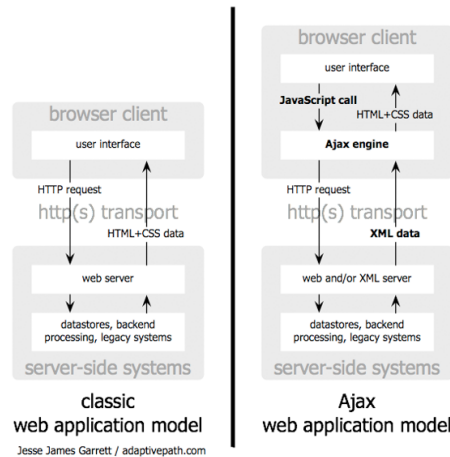 browser client
user interface
HTTP request
http(s) transport
HTML+CSS data
web server
datastores, backend
processing, legacy systems
server-side systems
classic
web application model
Jesse James Garrett / adaptivepath.com
browser client
user interface
JavaScript call
HTML+CSS data
Ajax engine
HTTP request
http(s) transport
XML data
web and/or XML server
datastores, backend
processing, legacy systems
server-side systems
Ajax
web application model